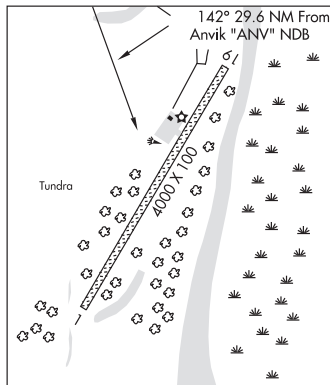 142° 29.6 NM From
Anvik "ANV" NDB
19
4000 X 100
Tundra
1